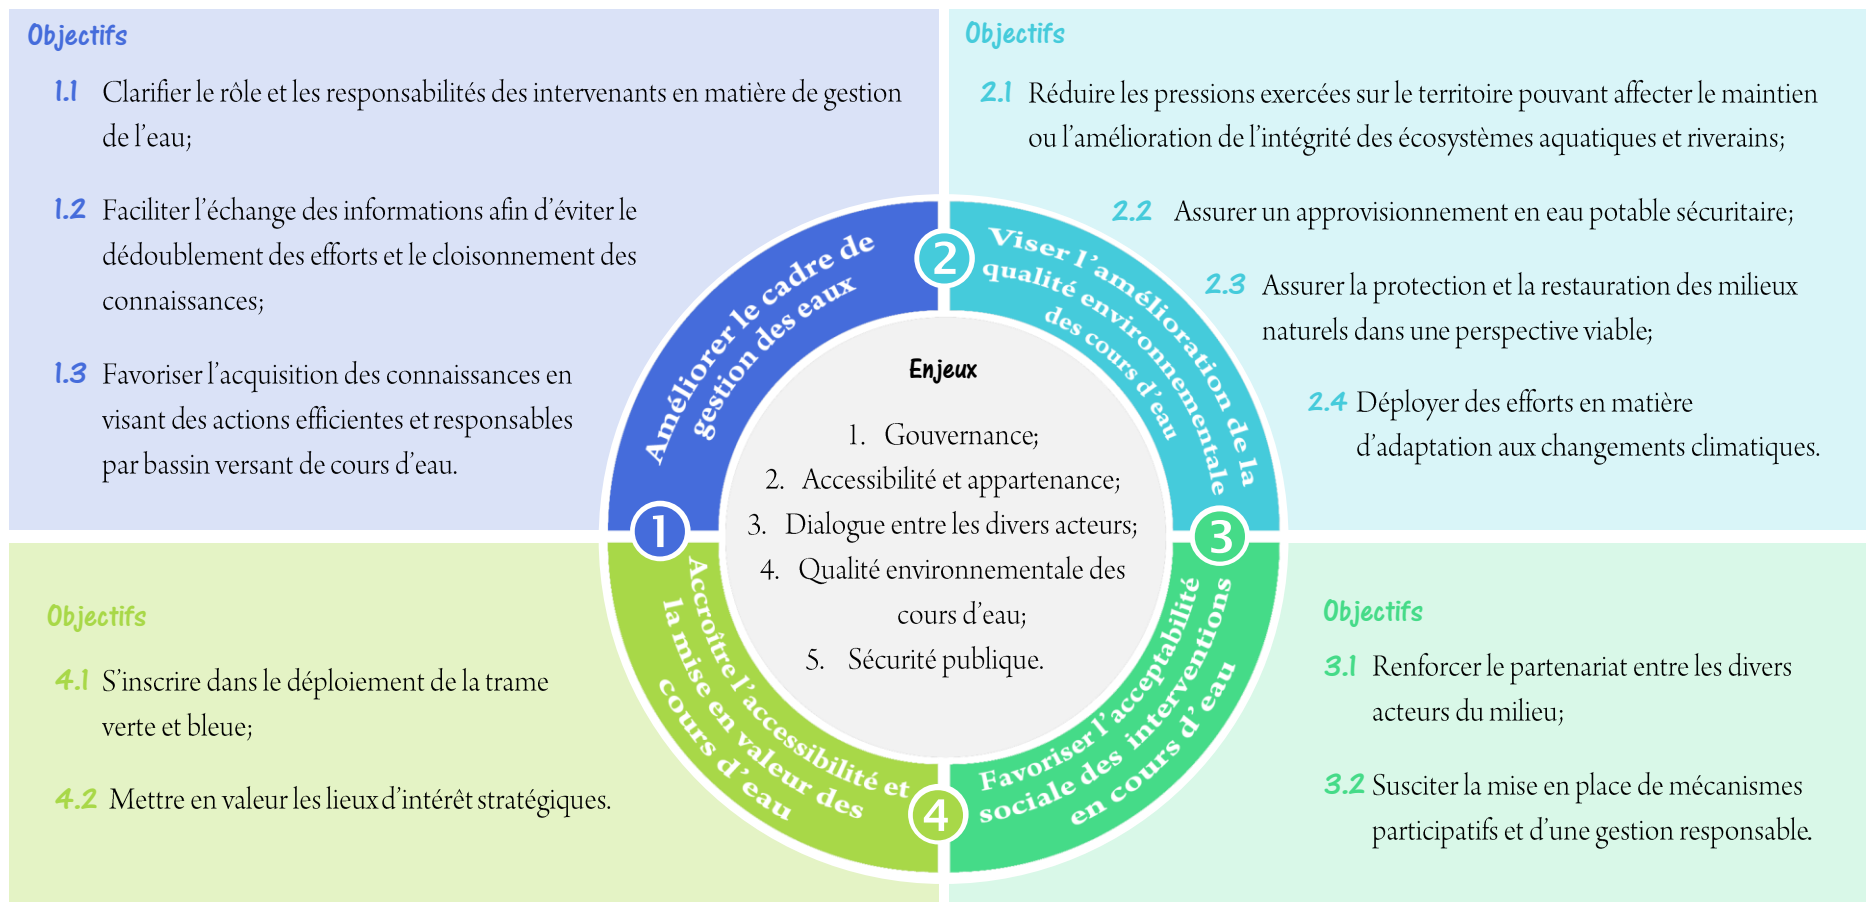 Objectifs
1.1 Clarifier le rôle et les responsabilités des intervenants en matière de gestion
de l'eau;
1.2 Faciliter l'échange des informations afin d'éviter le
dédoublement des efforts et le cloisonnement des
connaissances;
1.3 Favoriser l'acquisition des connaissances en
visant des actions efficientes et responsables
par bassin versant de cours d'eau.
Objectifs
2.1 Réduire les pressions exercées sur le territoire pouvant affecter le maintien
ou l'amélioration de l'intégrité des écosystèmes aquatiques et riverains;
2.2 Assurer un approvisionnement en eau potable sécuritaire;
2.3 Assurer la protection et la restauration des milieux
naturels dans une perspective viable;
2.4 Déployer des efforts en matière
d'adaptation aux changements climatiques.
1
Améliorer le cadre de
gestion des eaux
2
Viser l'amélioration de la
qualité environnementale
des cours d'eau
3
Favoriser l'acceptabilité
sociale des interventions
en cours d'eau
4
Accroître l'accessibilité et
la mise en valeur des
cours d'eau
Enjeux
1. Gouvernance;
2. Accessibilité et appartenance;
3. Dialogue entre les divers acteurs;
4. Qualité environnementale des
cours d'eau;
5. Sécurité publique.
Objectifs
4.1 S'inscrire dans le déploiement de la trame
verte et bleue;
4.2 Mettre en valeur les lieux d'intérêt stratégiques.
Objectifs
3.1 Renforcer le partenariat entre les divers
acteurs du milieu;
3.2 Susciter la mise en place de mécanismes
participatifs et d'une gestion responsable.